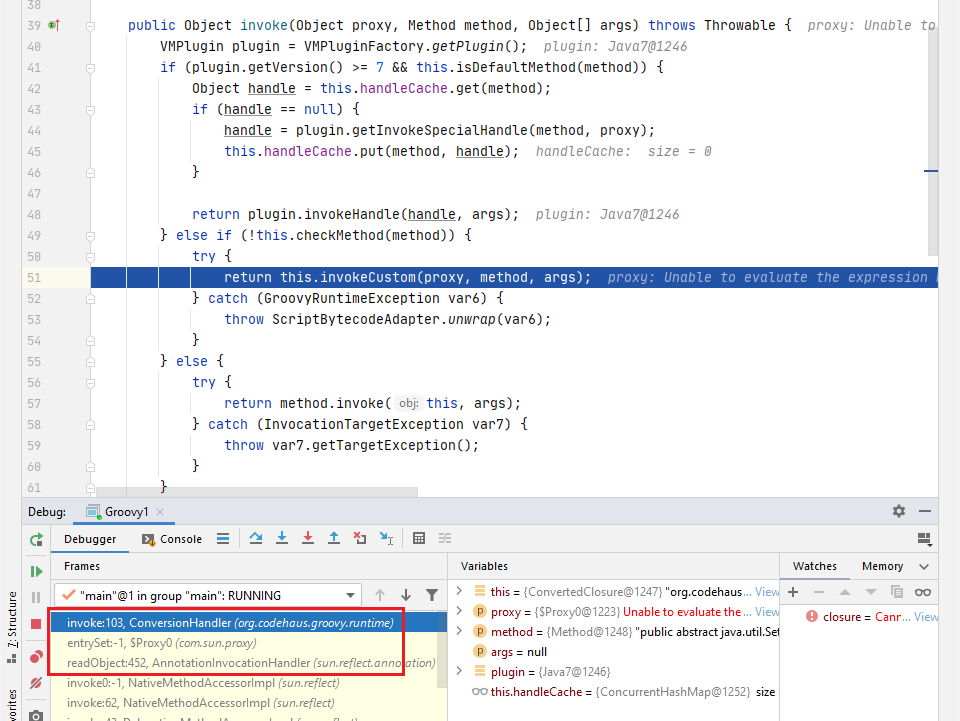 38
39 public Object invoke(Object proxy, Method method, Object[] args) throws Throwable { proxy: Unable to
40 VMPlugin plugin = VMPluginFactory.getPlugin(); plugin: Java7@1246
41 if (plugin.getVersion() >= 7 && this.isDefaultMethod(method)) {
42 Object handle = this.handleCache.get(method);
43 if (handle == null) {
44 handle = plugin.getInvokeSpecialHandle(method, proxy);
45 this.handleCache.put(method, handle); handleCache: size = 0
46 }
47
48 return plugin.invokeHandle(handle, args); plugin: Java7@1246
49 } else if (!this.checkMethod(method)) {
50 try {
51 return this.invokeCustom(proxy, method, args); proxy: Unable to evaluate the expression
52 } catch (GroovyRuntimeException var6) {
53 throw ScriptBytecodeAdapter.unwrap(var6);
54 }
55 } else {
56 try {
57 return method.invoke( obj: this, args);
58 } catch (InvocationTargetException var7) {
59 throw var7.getTargetException();
60 }
61 }
Debug: Groovy1
Debugger Console
Frames
"main"@1 in group "main": RUNNING
invoke:103, ConversionHandler (org.codehaus.groovy.runtime)
entrySet:-1, $Proxy0 (com.sun.proxy)
readObject:452, AnnotationInvocationHandler (sun.reflect.annotation)
invoke0:-1, NativeMethodAccessorImpl (sun.reflect)
invoke:62, NativeMethodAccessorImpl (sun.reflect)
Variables
this = {ConvertedClosure@1247} "org.codehaus... View
proxy = {$Proxy0@1223} Unable to evaluate the ... View
method = {Method@1248} "public abstract java.util.Set
args = null
plugin = {Java7@1246}
this.handleCache = {ConcurrentHashMap@1252} size
Watches Memory
closure = Cann... View
7: Structure
vorites